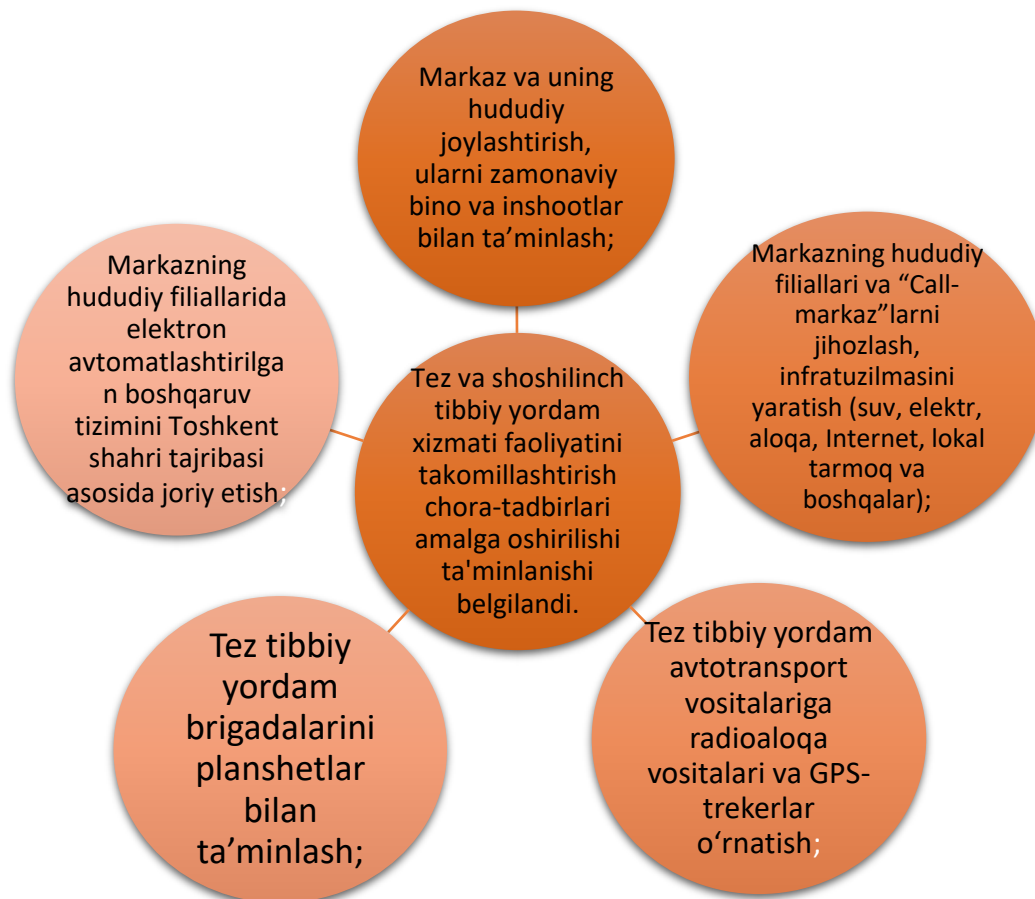 Markaz va uning
hududiy
joylashtirish,
ularni zamonaviy
bino va inshootlar
bilan ta’minlash;
Markazning hududiy
filiallari va “Call-
markaz”larni
jihozlash,
infratuzilmasini
yaratish (suv, elektr,
aloqa, Internet, lokal
tarmoq va
boshqalar);
Tez tibbiy yordam
avtotransport
vositalariga
radioaloqa
vositalari va GPS-
trekerlar
o‘rnatish;
Tez tibbiy
yordam
brigadalarini
planshetlar
bilan
ta’minlash;
Markazning
hududiy filiallarida
elektron
avtomatlashtirilga
n boshqaruv
tizimini Toshkent
shahri tajribasi
asosida joriy etish;
Tez va shoshilinch
tibbiy yordam
xizmati faoliyatini
takomillashtirish
chora-tadbirlari
amalga oshirilishi
ta'minlanishi
belgilandi.